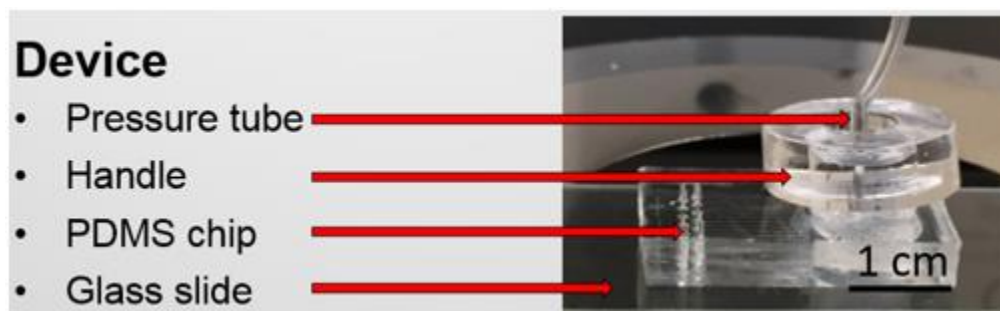 Device
• Pressure tube
• Handle
• PDMS chip
• Glass slide
1 cm